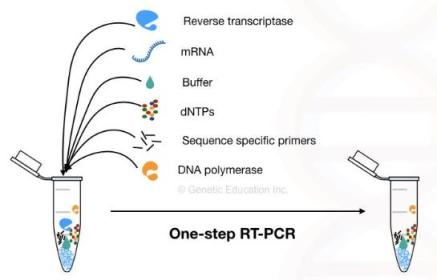 Reverse transcriptase
mRNA
Buffer
dNTPs
Sequence specific primers
DNA polymerase
© Genetic Education Inc.
One-step RT-PCR